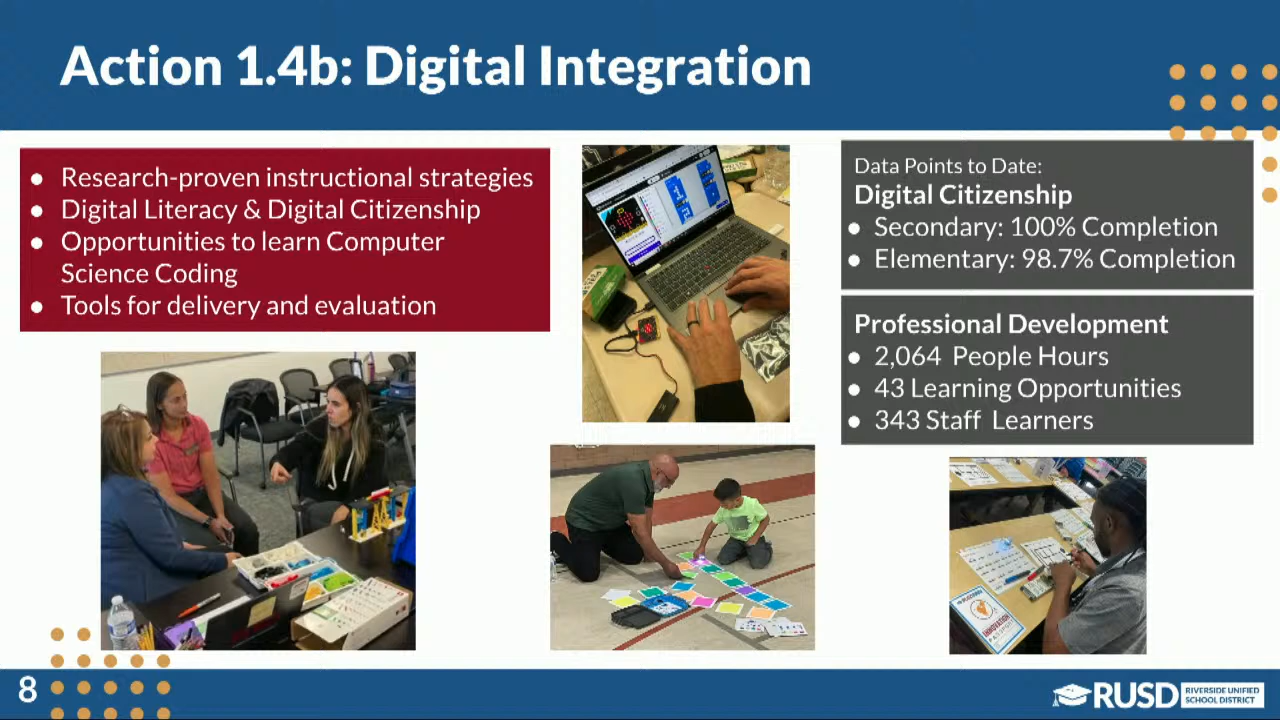 Action 1.4b: Digital Integration
● Research-proven instructional strategies
● Digital Literacy & Digital Citizenship
● Opportunities to learn Computer
Science Coding
● Tools for delivery and evaluation
Data Points to Date:
Digital Citizenship
● Secondary: 100% Completion
● Elementary: 98.7% Completion
Professional Development
● 2,064 People Hours
● 43 Learning Opportunities
● 343 Staff Learners
INNOVATION
8
RUSD
RIVERSIDE UNIFIED
SCHOOL DISTRICT